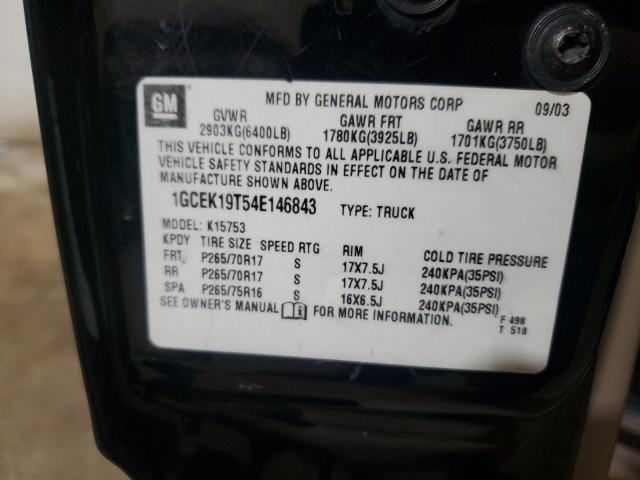 GM
MFD BY GENERAL MOTORS CORP 09/03
GVWR GAWR FRT GAWR RR
2903KG(6400LB) 1780KG(3925LB) 1701KG(3750LB)
THIS VEHICLE CONFORMS TO ALL APPLICABLE U.S. FEDERAL MOTOR
VEHICLE SAFETY STANDARDS IN EFFECT ON THE DATE OF
MANUFACTURE SHOWN ABOVE.
1GCEK19T54E146843 TYPE: TRUCK
MODEL: K15753
KPDY TIRE SIZE SPEED RTG RIM COLD TIRE PRESSURE
FRT P265/70R17 S 17X7.5J 240KPA(35PSI)
RR P265/70R17 S 17X7.5J 240KPA(35PSI)
SPA P265/75R16 S 16X6.5J 240KPA(35PSI)
SEE OWNER'S MANUAL FOR MORE INFORMATION.
F 498
T 518